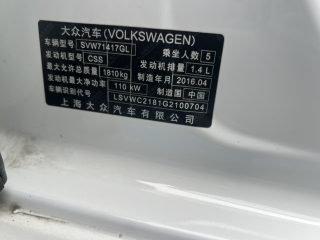 大众汽车(VOLKSWAGEN)
车辆型号 SVW71417GL 乘坐人数 5
发动机型号 CSS 发动机排量 1.4 L
最大允许总质量 1810kg 制造年月 2016.04
发动机最大净功率 110 kW 制造国 中国
车辆识别代号 LSVWC2181G2100704
上海大众汽车有限公司